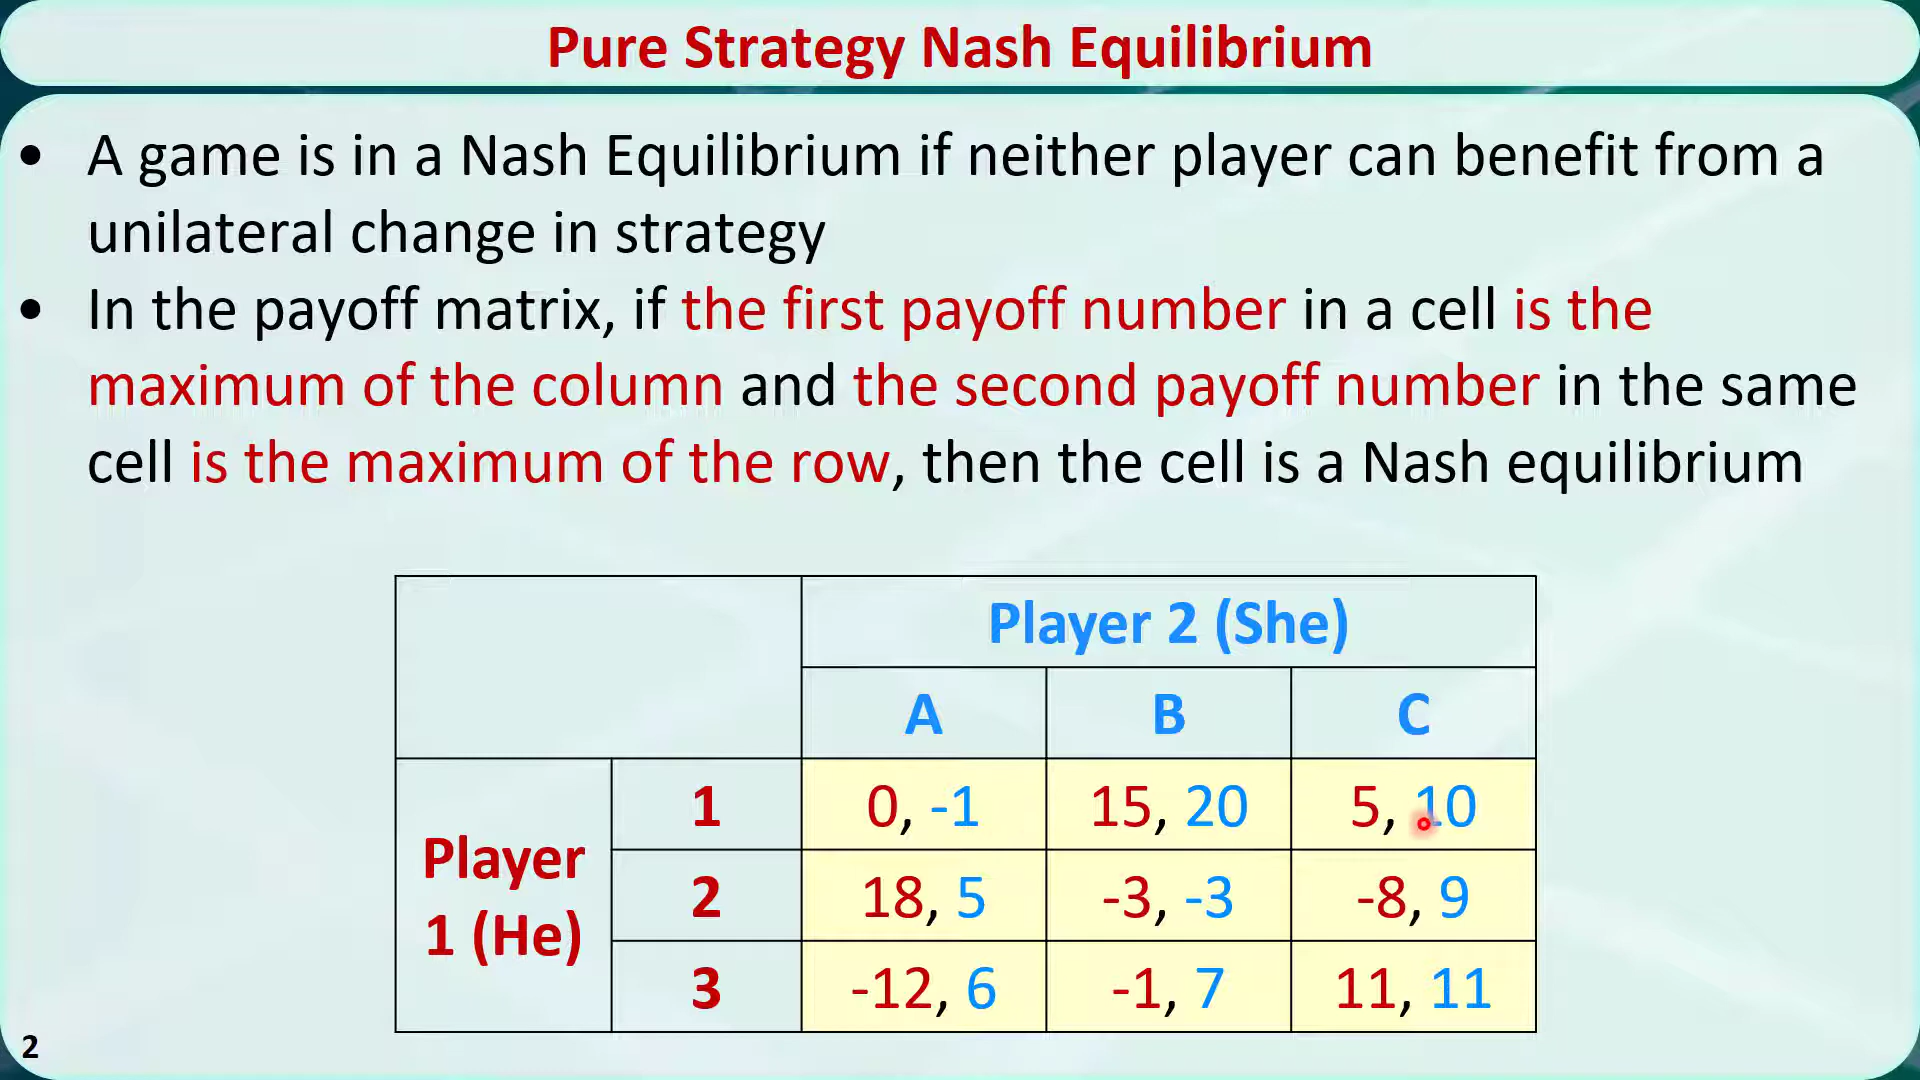 Pure Strategy Nash Equilibrium
• A game is in a Nash Equilibrium if neither player can benefit from a
unilateral change in strategy
• In the payoff matrix, if the first payoff number in a cell is the
maximum of the column and the second payoff number in the same
cell is the maximum of the row, then the cell is a Nash equilibrium
Player 2 (She)
A B C
Player
1 (He)
1 0, -1 15, 20 5, 10
2 18, 5 -3, -3 -8, 9
3 -12, 6 -1, 7 11, 11
2